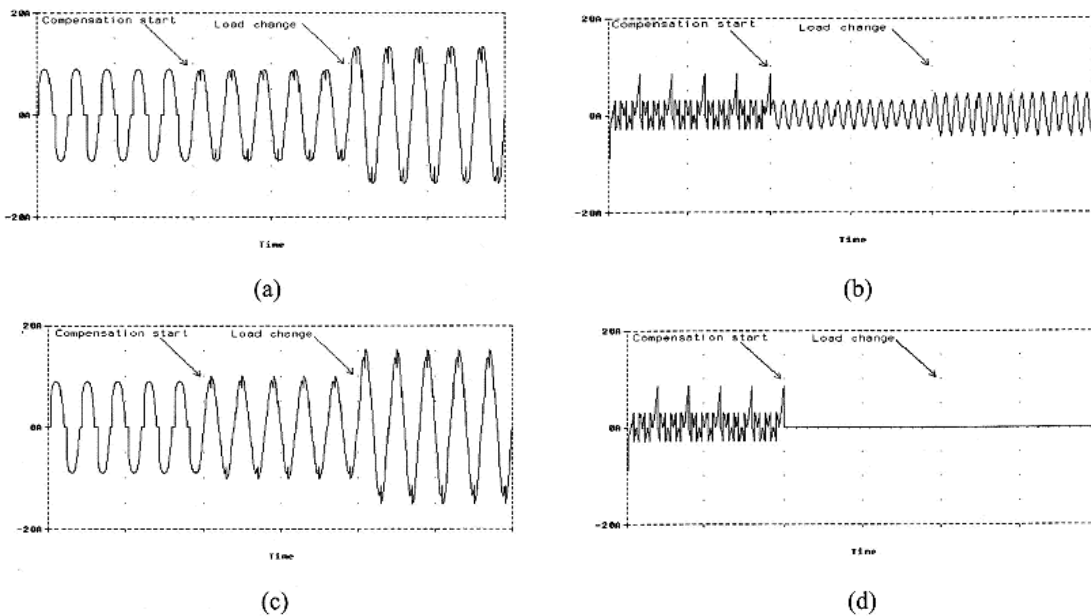 20A
Compensation start
Load change
0A
-20A
Time
(a)
20A
Compensation start
Load change
0A
-20A
Time
(b)
20A
Compensation start
Load change
0A
-20A
Time
(c)
20A
Compensation start
Load change
0A
-20A
Time
(d)